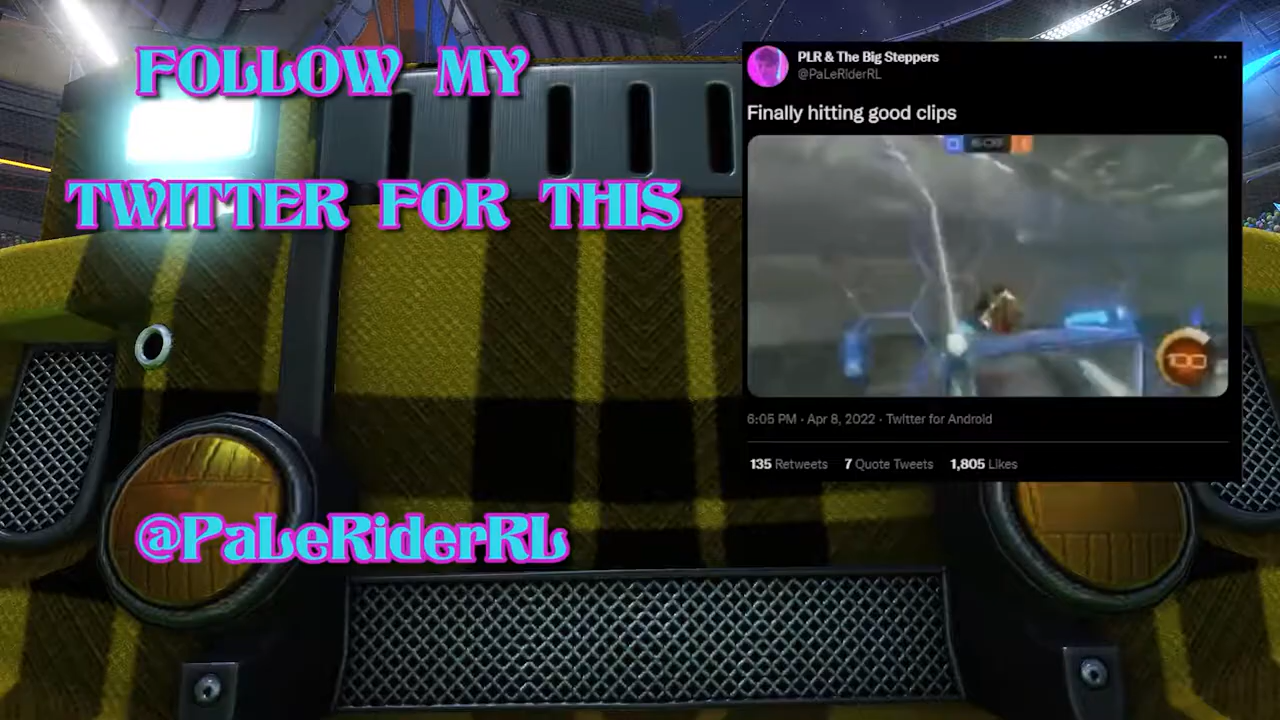 FOLLOW MY
TWITTER FOR THIS
@PaLeRiderRL
PLR & The Big Steppers
@PaLeRiderRL
Finally hitting good clips
100
6:05 PM · Apr 8, 2022 · Twitter for Android
135 Retweets 7 Quote Tweets 1,805 Likes